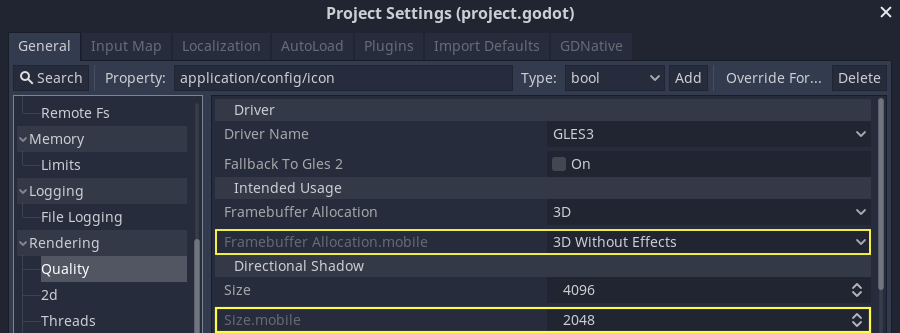 Project Settings (project.godot)
General Input Map Localization AutoLoad Plugins Import Defaults GDNative
Search Property: application/config/icon Type: bool Add Override For... Delete
Remote Fs
Memory
Limits
Logging
File Logging
Rendering
Quality
2d
Threads
Driver
Driver Name GLES3
Fallback To Gles 2 On
Intended Usage
Framebuffer Allocation 3D
Framebuffer Allocation.mobile 3D Without Effects
Directional Shadow
Size 4096
Size.mobile 2048